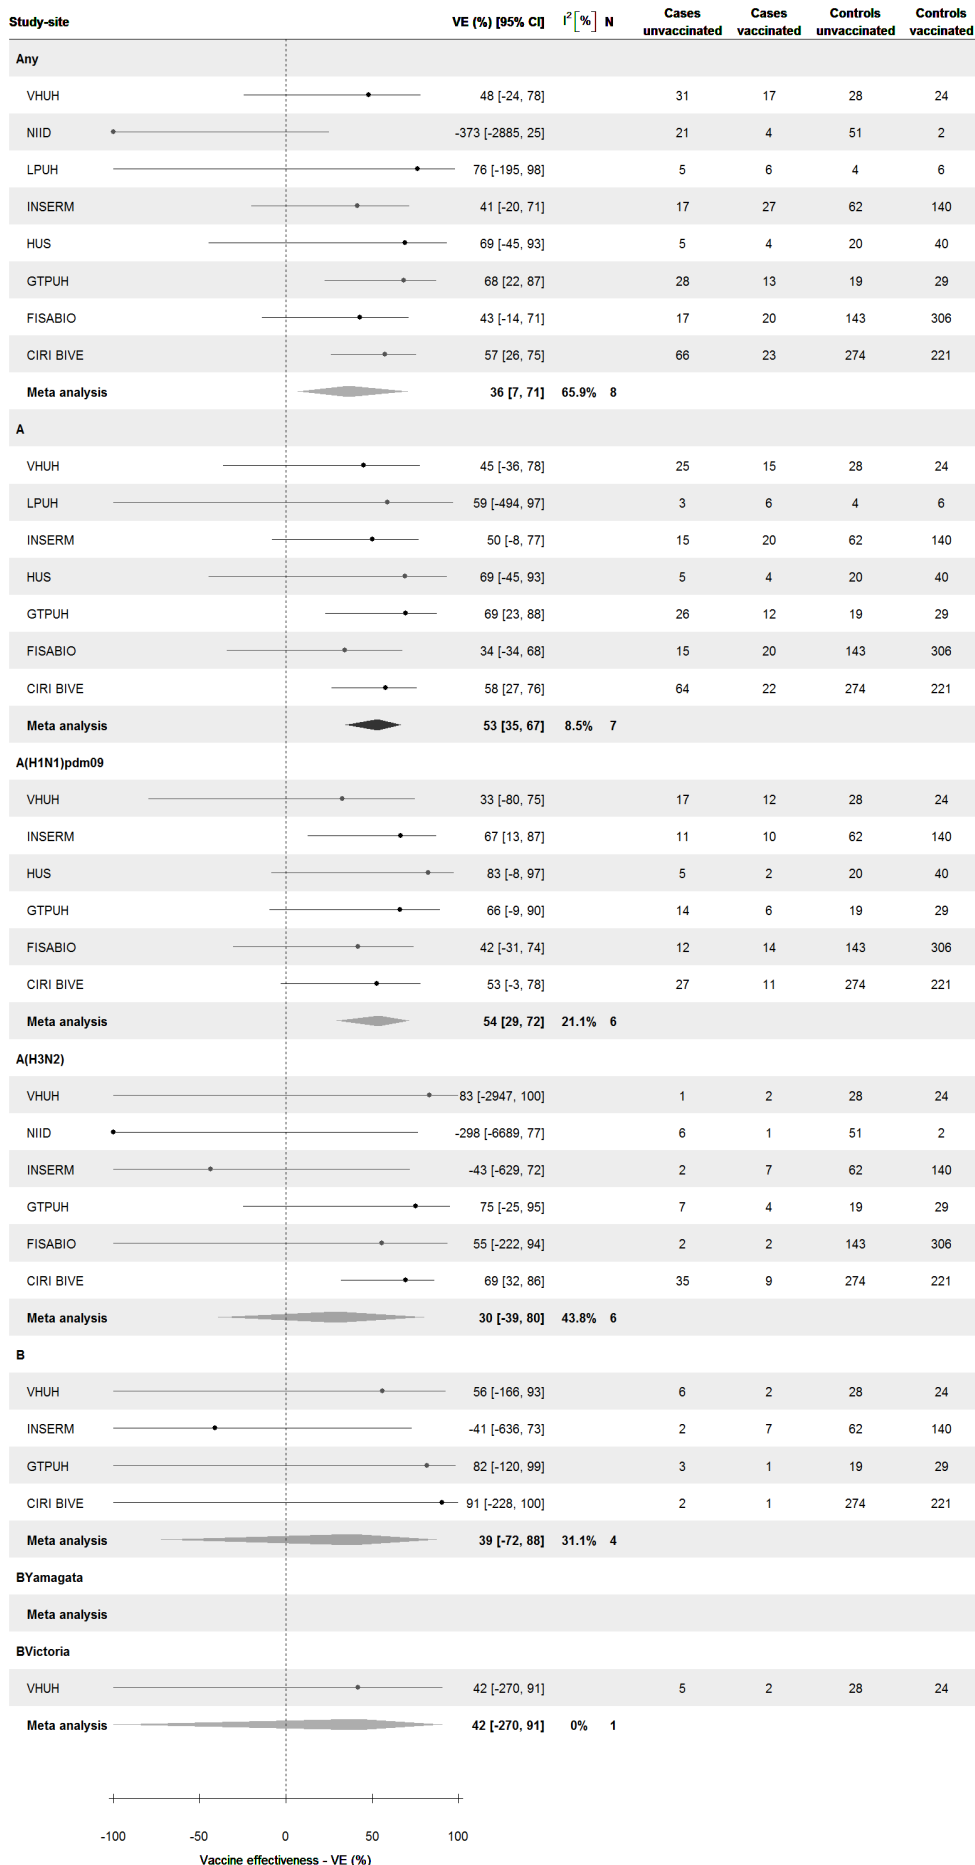 Study-site VE (%) [95% CI] I²[%] N Cases unvaccinated Cases vaccinated Controls unvaccinated Controls vaccinated
Any
VHUH 48 [-24, 78] 31 17 28 24
NIID -373 [-2885, 25] 21 4 51 2
LPUH 76 [-195, 98] 5 6 4 6
INSERM 41 [-20, 71] 17 27 62 140
HUS 69 [-45, 93] 5 4 20 40
GTPUH 68 [22, 87] 28 13 19 29
FISABIO 43 [-14, 71] 17 20 143 306
CIRI BIVE 57 [26, 75] 66 23 274 221
Meta analysis 36 [7, 71] 65.9% 8
A
VHUH 45 [-36, 78] 25 15 28 24
LPUH 59 [-494, 97] 3 6 4 6
INSERM 50 [-8, 77] 15 20 62 140
HUS 69 [-45, 93] 5 4 20 40
GTPUH 69 [23, 88] 26 12 19 29
FISABIO 34 [-34, 68] 15 20 143 306
CIRI BIVE 58 [27, 76] 64 22 274 221
Meta analysis 53 [35, 67] 8.5% 7
A(H1N1)pdm09
VHUH 33 [-80, 75] 17 12 28 24
INSERM 67 [13, 87] 11 10 62 140
HUS 83 [-8, 97] 5 2 20 40
GTPUH 66 [-9, 90] 14 6 19 29
FISABIO 42 [-31, 74] 12 14 143 306
CIRI BIVE 53 [-3, 78] 27 11 274 221
Meta analysis 54 [29, 72] 21.1% 6
A(H3N2)
VHUH 83 [-2947, 100] 1 2 28 24
NIID -298 [-6689, 77] 6 1 51 2
INSERM -43 [-629, 72] 2 7 62 140
GTPUH 75 [-25, 95] 7 4 19 29
FISABIO 55 [-222, 94] 2 2 143 306
CIRI BIVE 69 [32, 86] 35 9 274 221
Meta analysis 30 [-39, 80] 43.8% 6
B
VHUH 56 [-166, 93] 6 2 28 24
INSERM -41 [-636, 73] 2 7 62 140
GTPUH 82 [-120, 99] 3 1 19 29
CIRI BIVE 91 [-228, 100] 2 1 274 221
Meta analysis 39 [-72, 88] 31.1% 4
BYamagata
Meta analysis
BVictoria
VHUH 42 [-270, 91] 5 2 28 24
Meta analysis 42 [-270, 91] 0% 1
-100 -50 0 50 100
Vaccine effectiveness - VE (%)